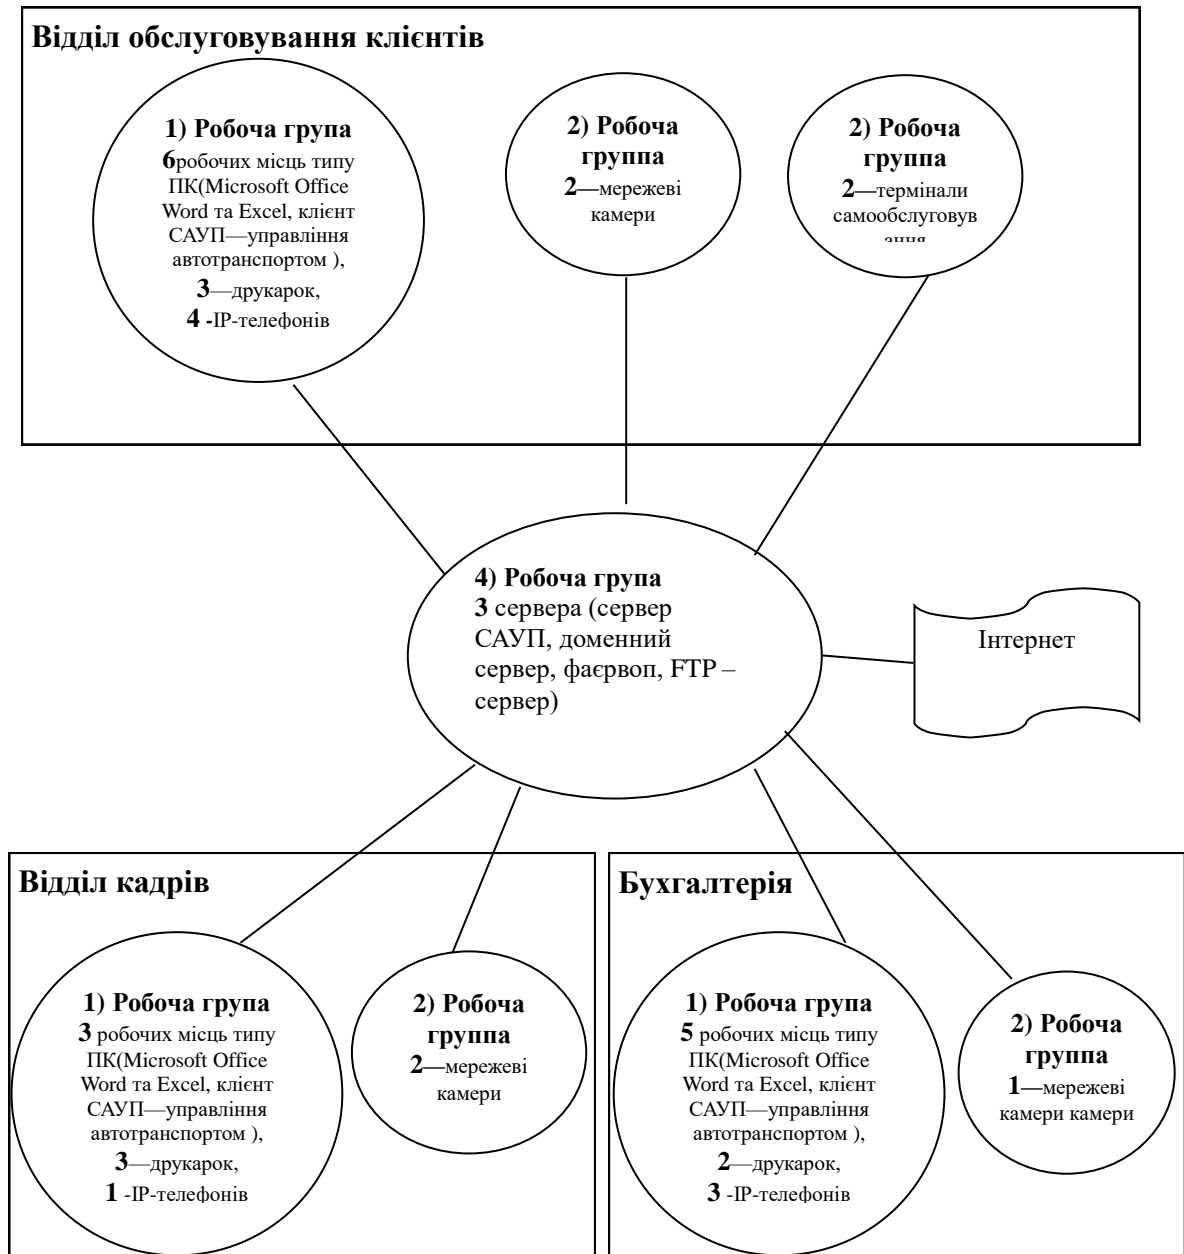 Відділ обслуговування клієнтів
1) Робоча група
6робочих місць типу
ПК(Microsoft Office
Word та Excel, клієнт
САУП—управління
автотранспортом ),
3—друкарок,
4 -IP-телефонів
2) Робоча
группа
2—мережеві
камери
2) Робоча
группа
2—термінали
самообслуговув
ання
4) Робоча група
3 сервера (сервер
САУП, доменний
сервер, фаєрвоп, FTP –
сервер)
Інтернет
Відділ кадрів
1) Робоча група
3 робочих місць типу
ПК(Microsoft Office
Word та Excel, клієнт
САУП—управління
автотранспортом ),
3—друкарок,
1 -IP-телефонів
2) Робоча
группа
2—мережеві
камери
Бухгалтерія
1) Робоча група
5 робочих місць типу
ПК(Microsoft Office
Word та Excel, клієнт
САУП—управління
автотранспортом ),
2—друкарок,
3 -IP-телефонів
2) Робоча
группа
1—мережеві
камери камери